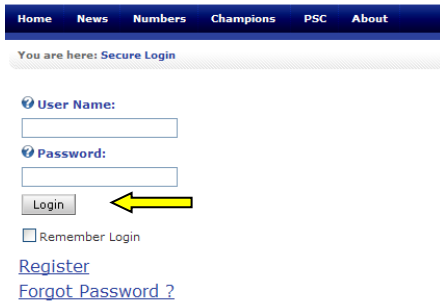 Home News Numbers Champions PSC About
You are here: Secure Login
? User Name:
? Password:
Login
Remember Login
Register
Forgot Password ?